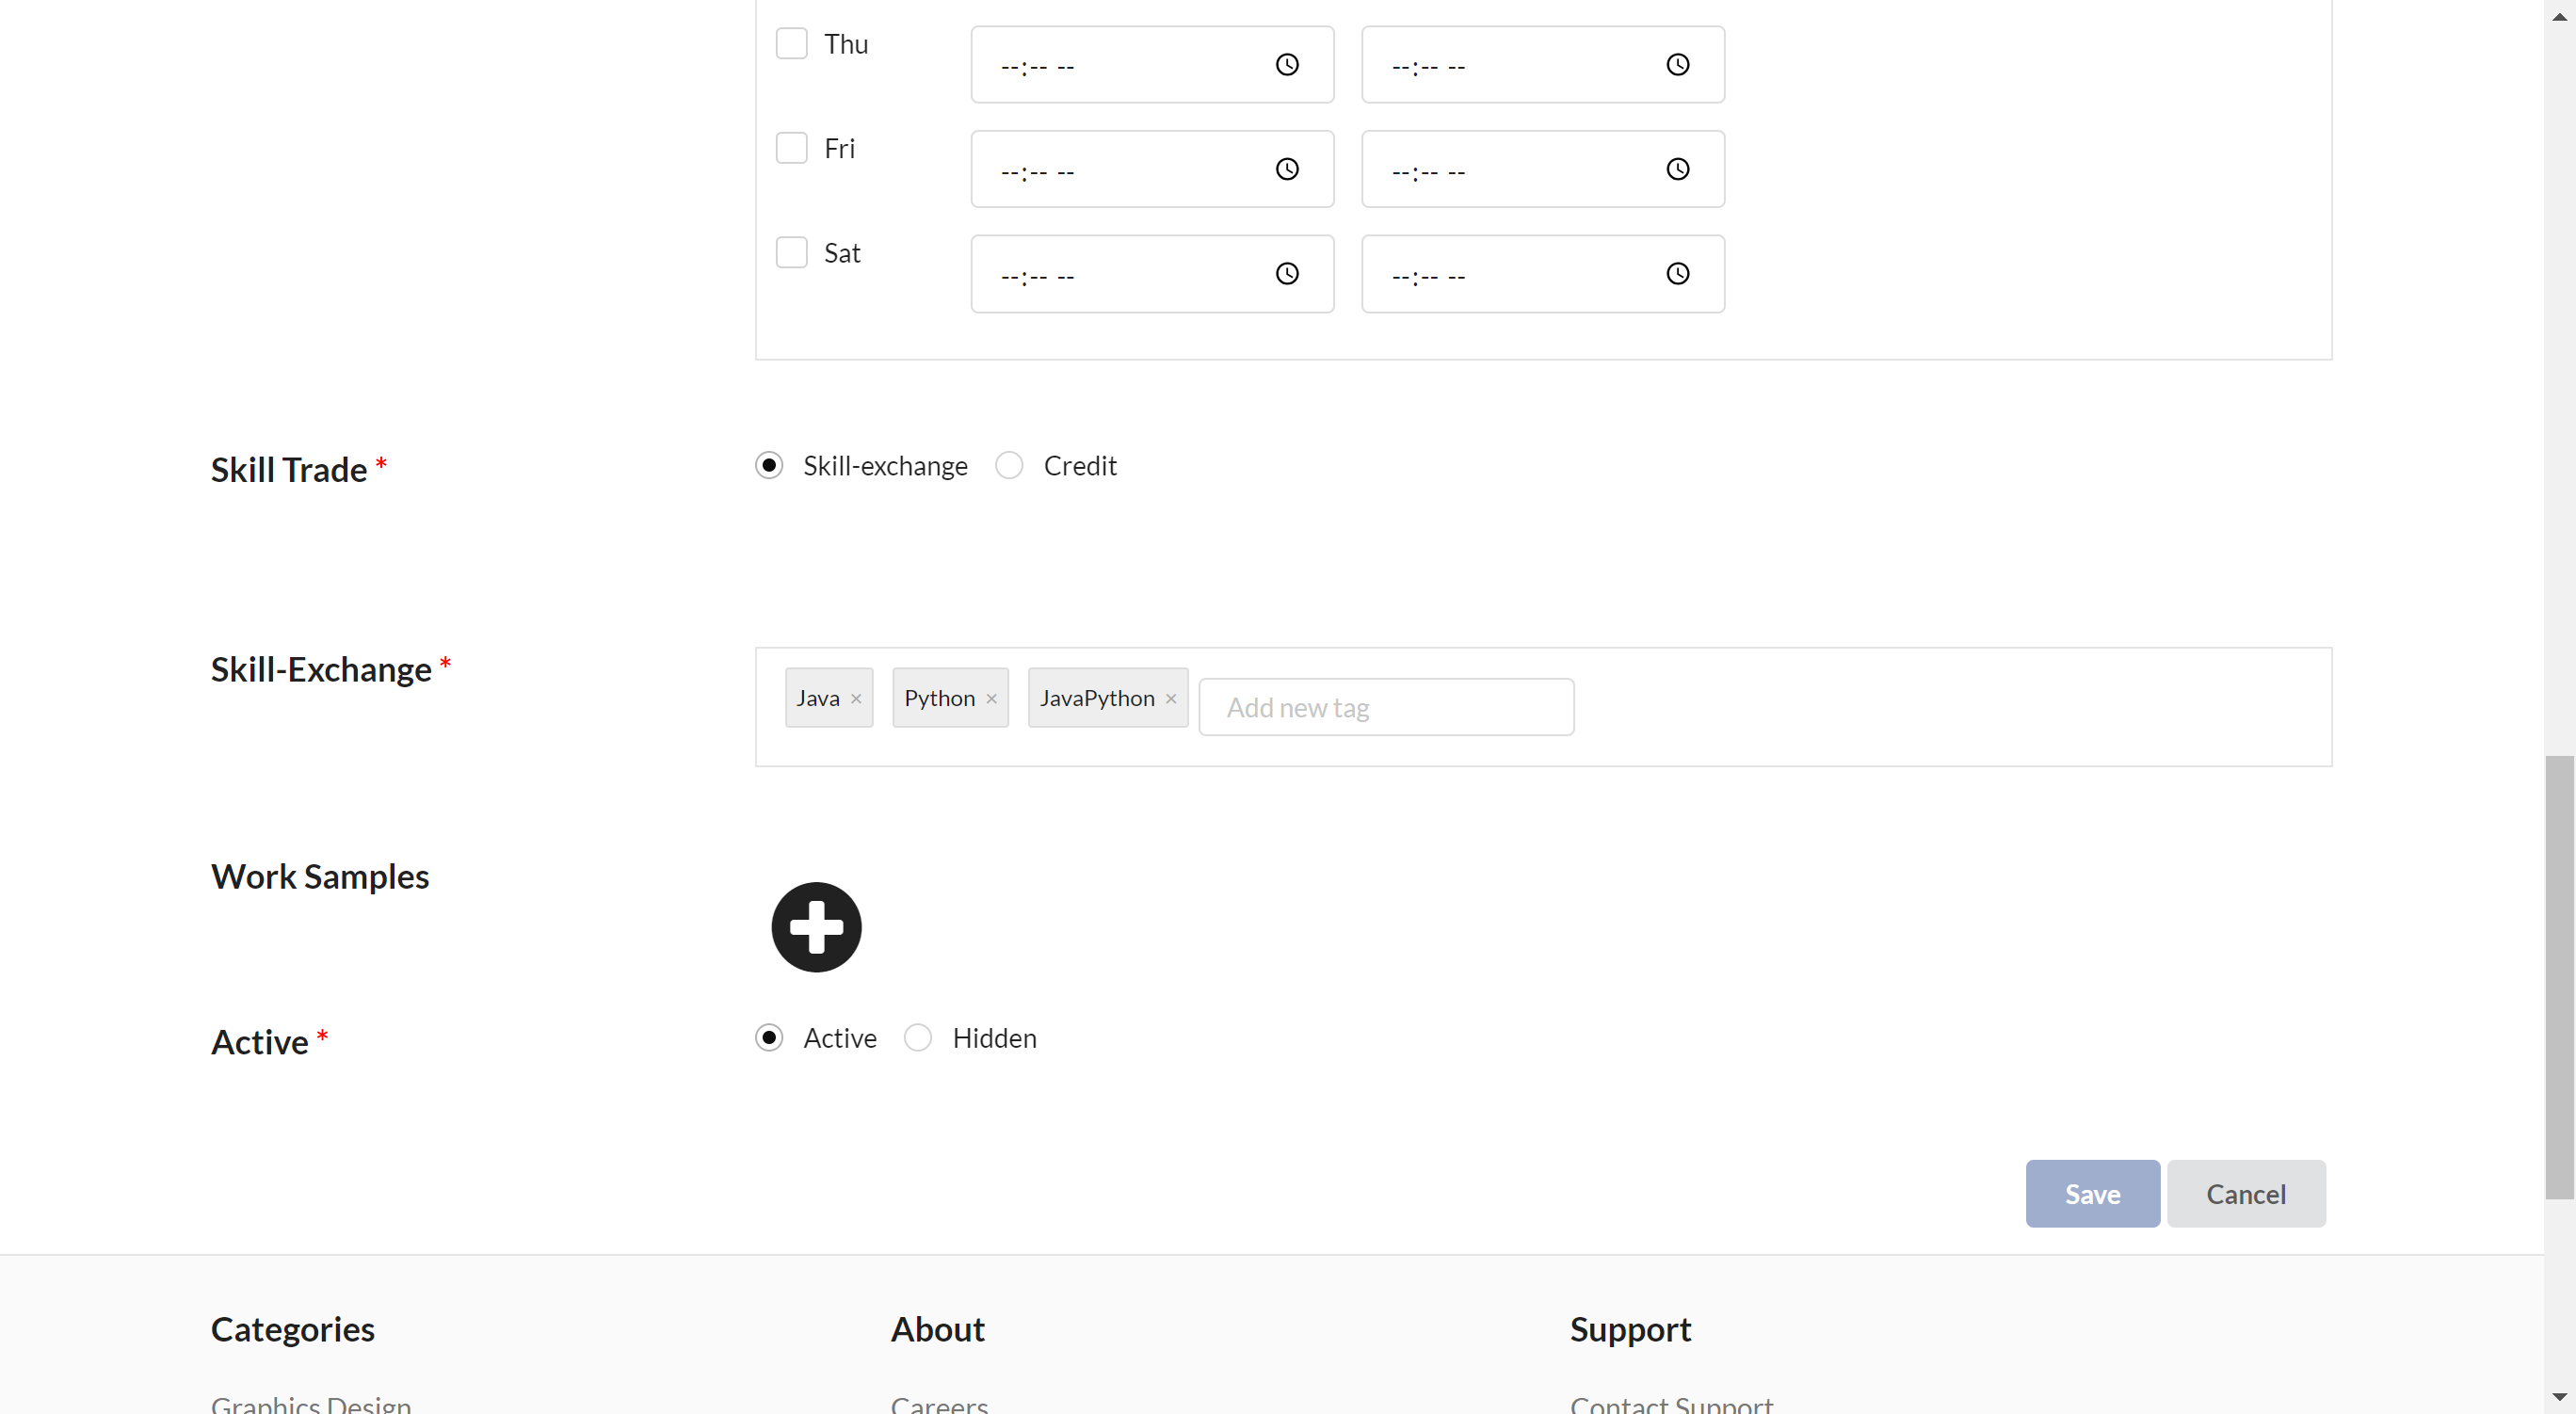 Thu --:-- -- --:-- --
Fri --:-- -- --:-- --
Sat --:-- -- --:-- --
Skill Trade * Skill-exchange Credit
Skill-Exchange * Java × Python × JavaPython × Add new tag
Work Samples
Active * Active Hidden
Save Cancel
Categories About Support
Graphics Design Careers Contact Support